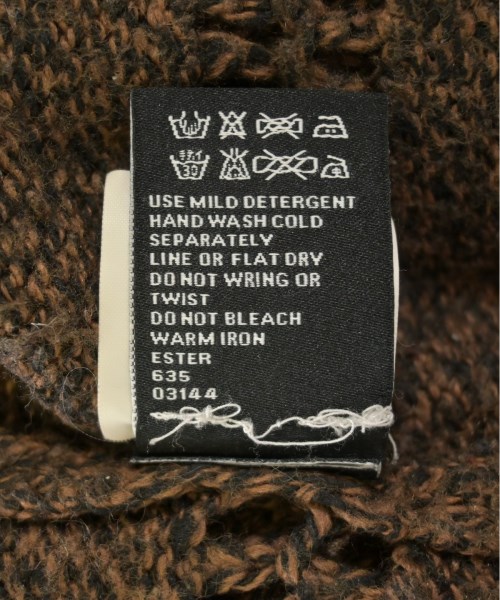 30
USE MILD DETERGENT
HAND WASH COLD
SEPARATELY
LINE OR FLAT DRY
DO NOT WRING OR
TWIST
DO NOT BLEACH
WARM IRON
ESTER
635
03144